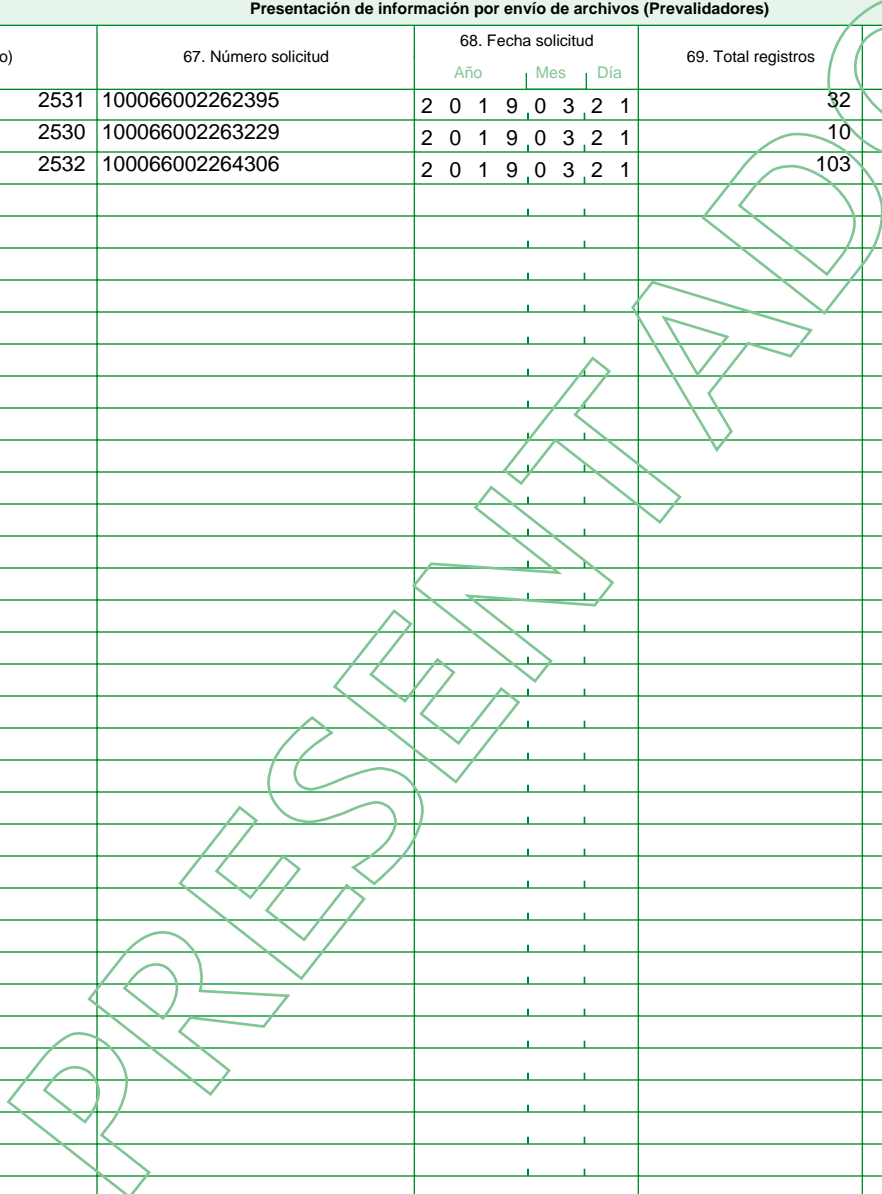 Presentación de información por envío de archivos (Prevalidadores)
o) 67. Número solicitud 68. Fecha solicitud 69. Total registros
Año Mes Día
2531 100066002262395 2 0 1 9 0 3 2 1 32
2530 100066002263229 2 0 1 9 0 3 2 1 10
2532 100066002264306 2 0 1 9 0 3 2 1 103
PRESENTADO